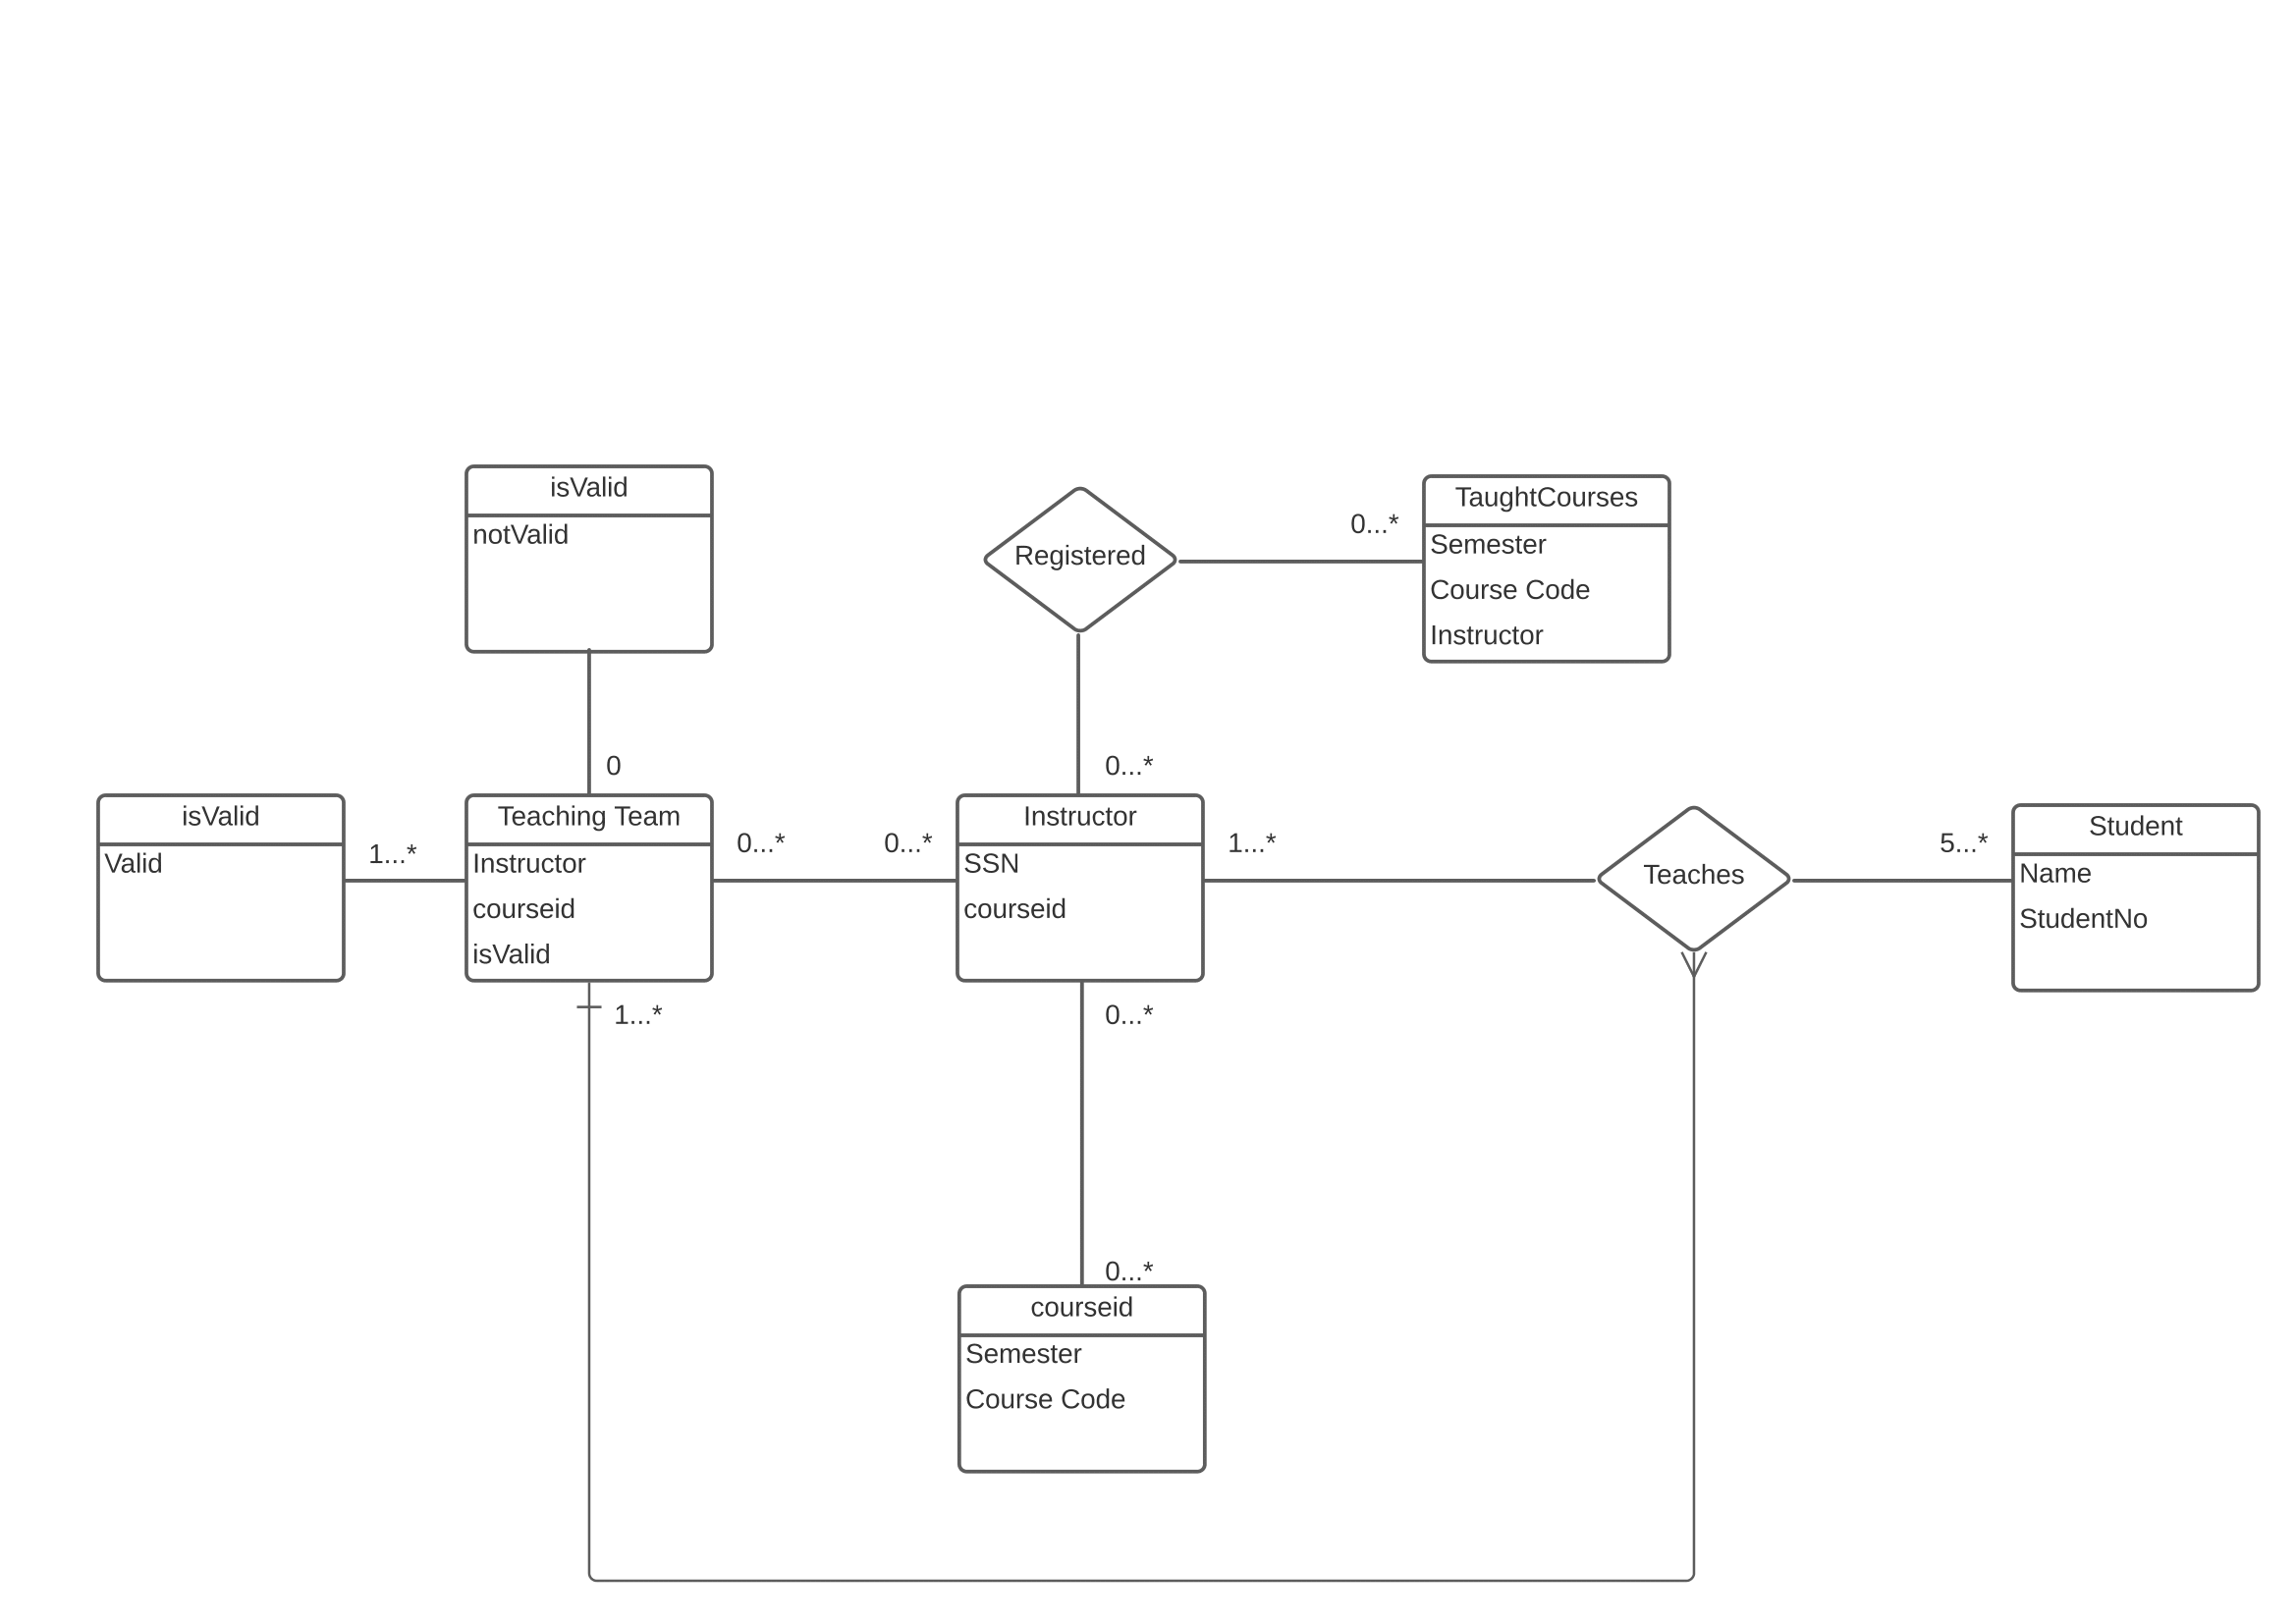 isValid
notValid
Registered
0...*
TaughtCourses
Semester
Course Code
Instructor
0
0...*
isValid
Valid
1...*
Teaching Team
Instructor
courseid
isValid
0...*
0...*
Instructor
SSN
courseid
1...*
Teaches
5...*
Student
Name
StudentNo
1...*
0...*
0...*
courseid
Semester
Course Code